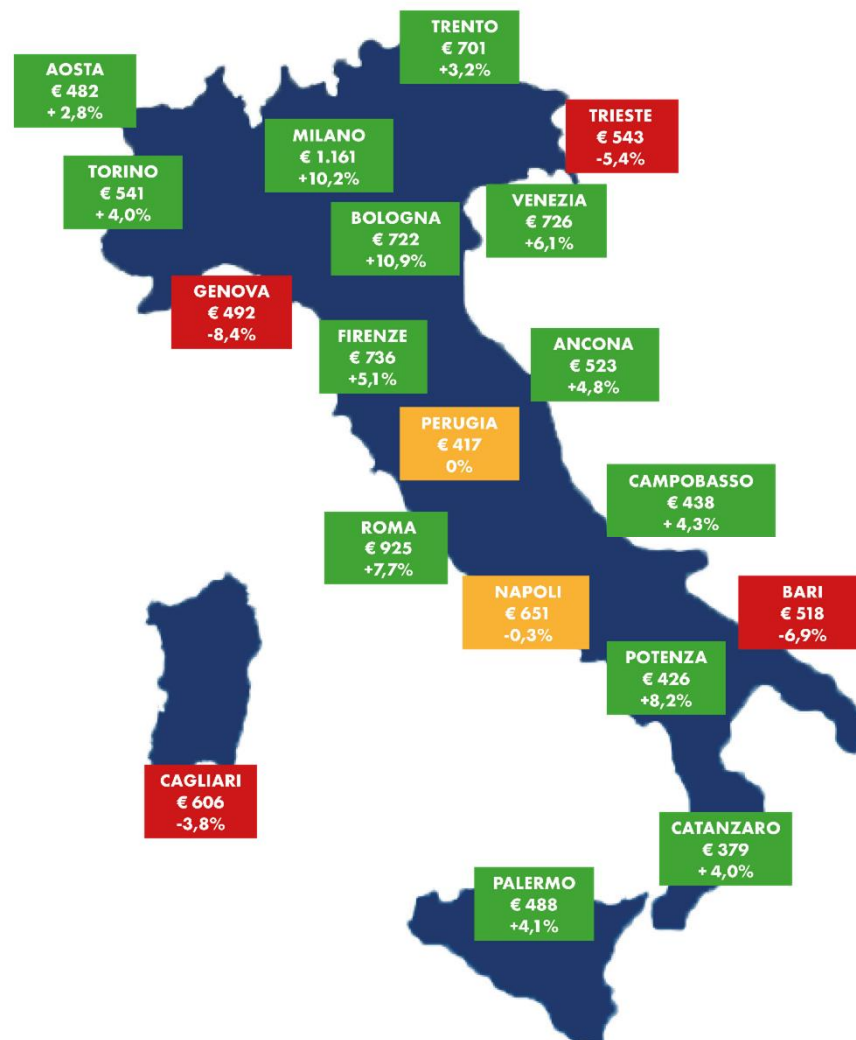 TRENTO
€ 701
+3,2%
AOSTA
€ 482
+ 2,8%
TRIESTE
€ 543
-5,4%
MILANO
€ 1.161
+10,2%
TORINO
€ 541
+ 4,0%
VENEZIA
€ 726
+6,1%
BOLOGNA
€ 722
+10,9%
GENOVA
€ 492
-8,4%
FIRENZE
€ 736
+5,1%
ANCONA
€ 523
+4,8%
PERUGIA
€ 417
0%
CAMPOBASSO
€ 438
+ 4,3%
ROMA
€ 925
+7,7%
NAPOLI
€ 651
-0,3%
BARI
€ 518
-6,9%
POTENZA
€ 426
+8,2%
CAGLIARI
€ 606
-3,8%
CATANZARO
€ 379
+ 4,0%
PALERMO
€ 488
+4,1%